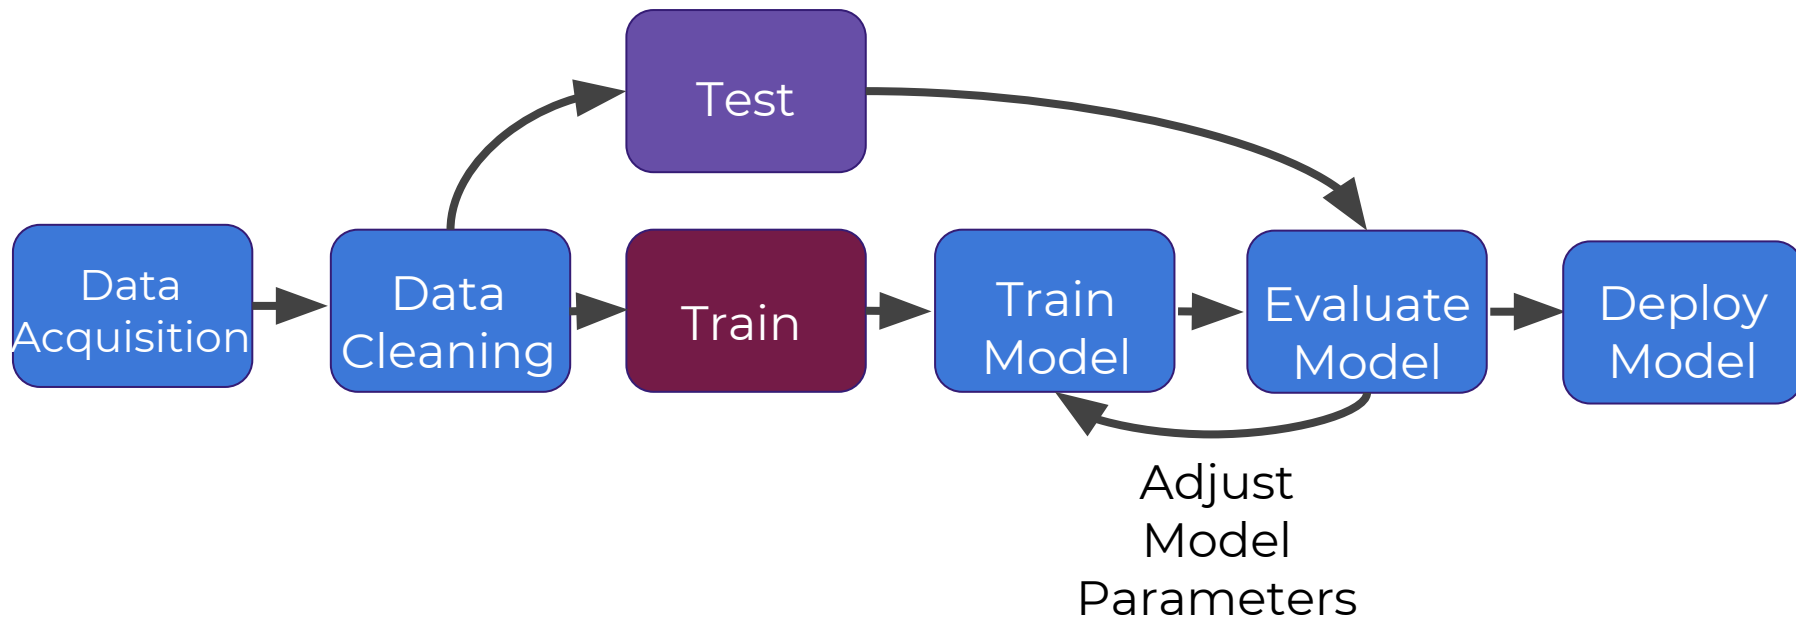 Test
Data
Acquisition
Data
Cleaning
Train
Train
Model
Evaluate
Model
Deploy
Model
Adjust
Model
Parameters